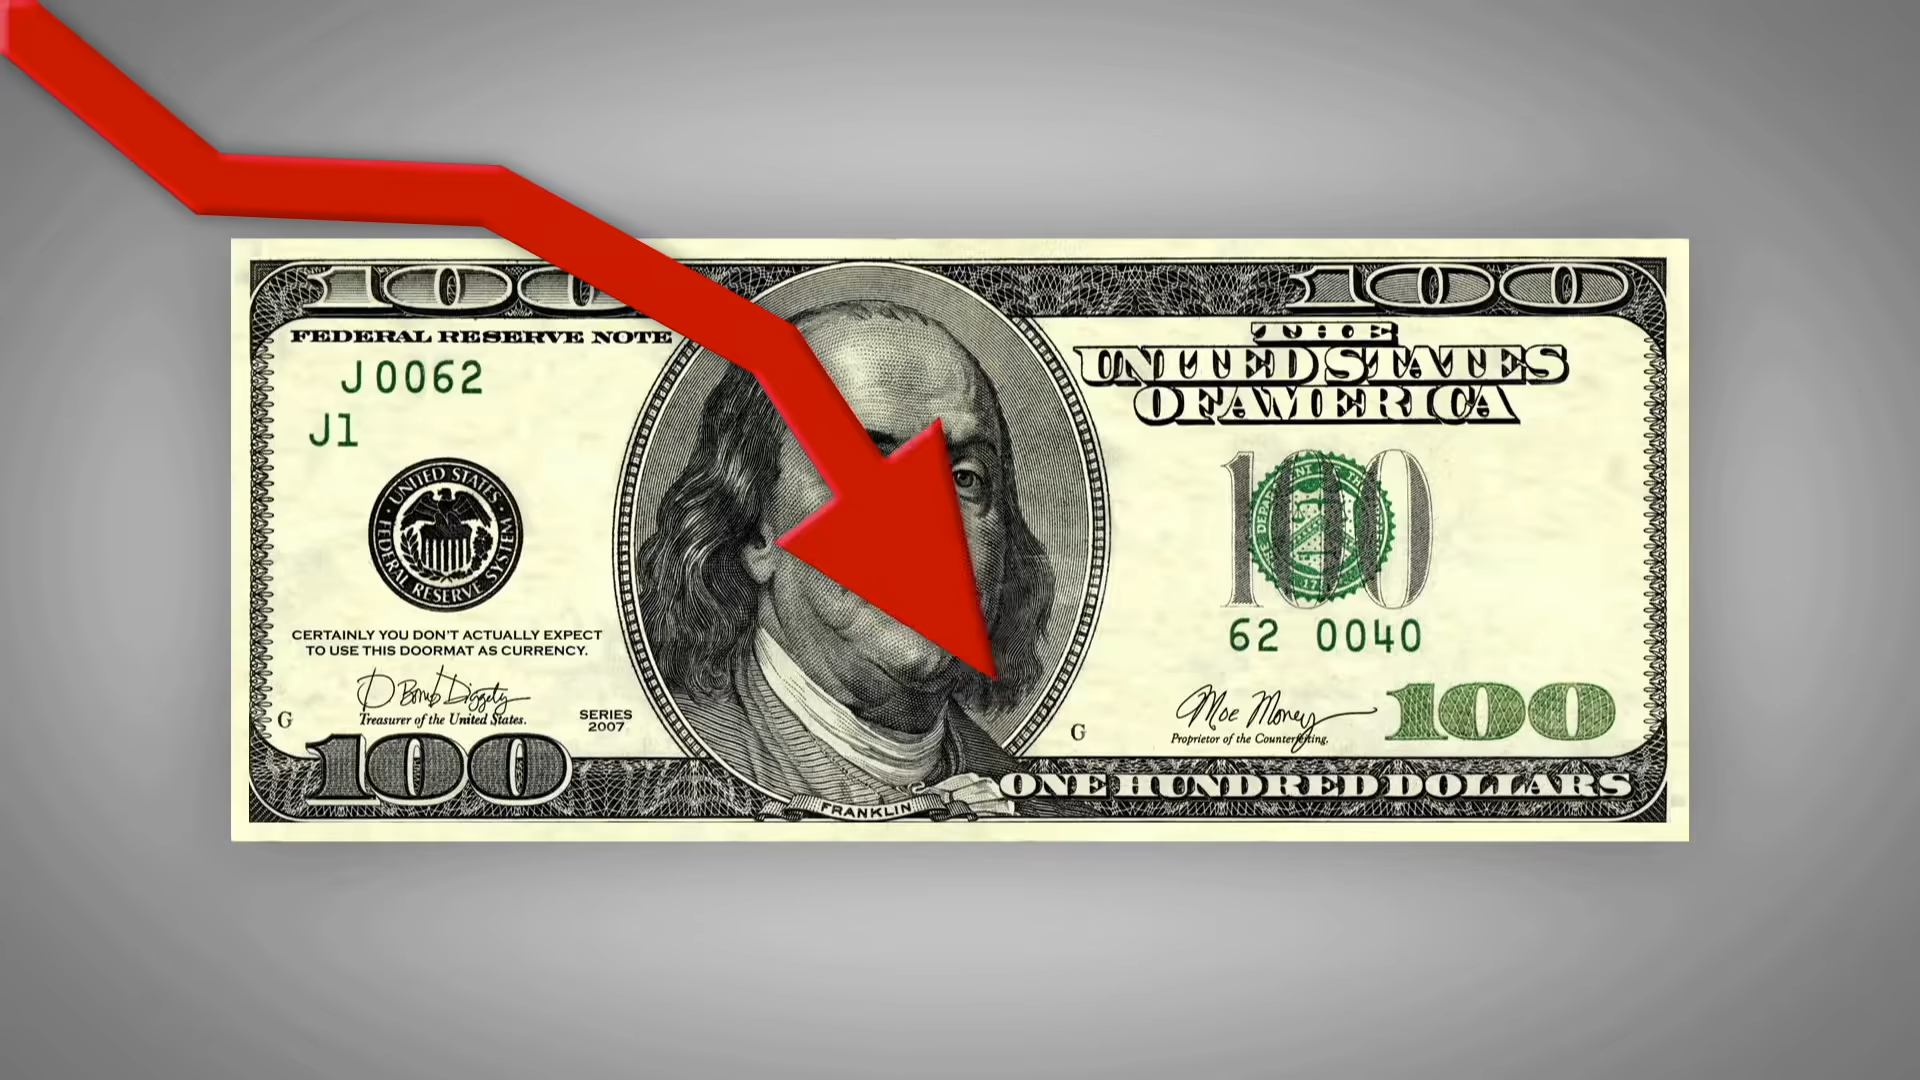 100
100
FEDERAL RESERVE NOTE
THE
UNITED STATES
OF AMERICA
J0062
J1
UNITED STATES
FEDERAL RESERVE SYSTEM
100
62 0040
CERTAINLY YOU DON'T ACTUALLY EXPECT
TO USE THIS DOORMAT AS CURRENCY.
D Bomb Diggety
Treasurer of the United States.
SERIES
2007
G
G
Moe Money
Proprietor of the Counterfeiting.
100
100
FRANKLIN
ONE HUNDRED DOLLARS